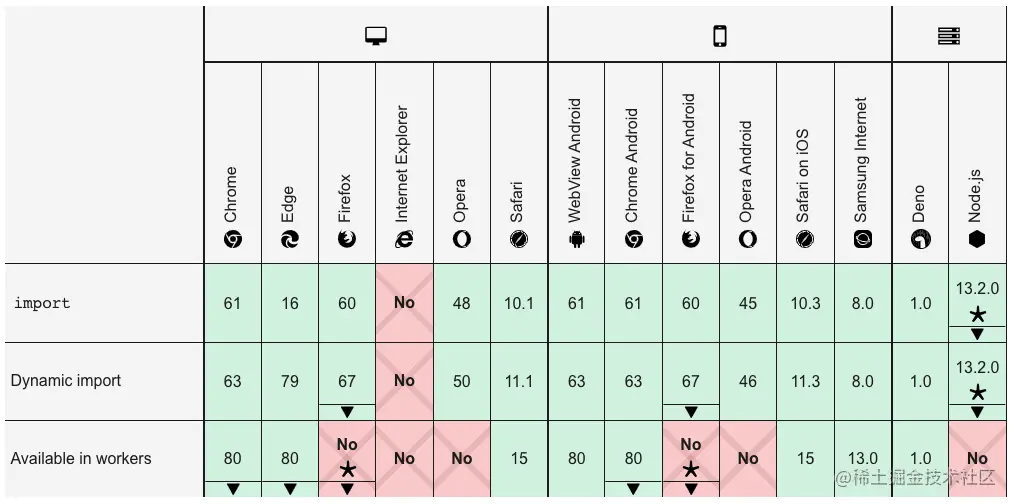 Chrome Edge Firefox Internet Explorer Opera Safari WebView Android Chrome Android Firefox for Android Opera Android Safari on iOS Samsung Internet Deno Node.js
import 61 16 60 No 48 10.1 61 61 60 45 10.3 8.0 1.0 13.2.0
Dynamic import 63 79 67 No 50 11.1 63 63 67 46 11.3 8.0 1.0 13.2.0
Available in workers 80 80 No No No 15 80 80 No No 15 13.0 1.0 No
@稀土掘金技术社区